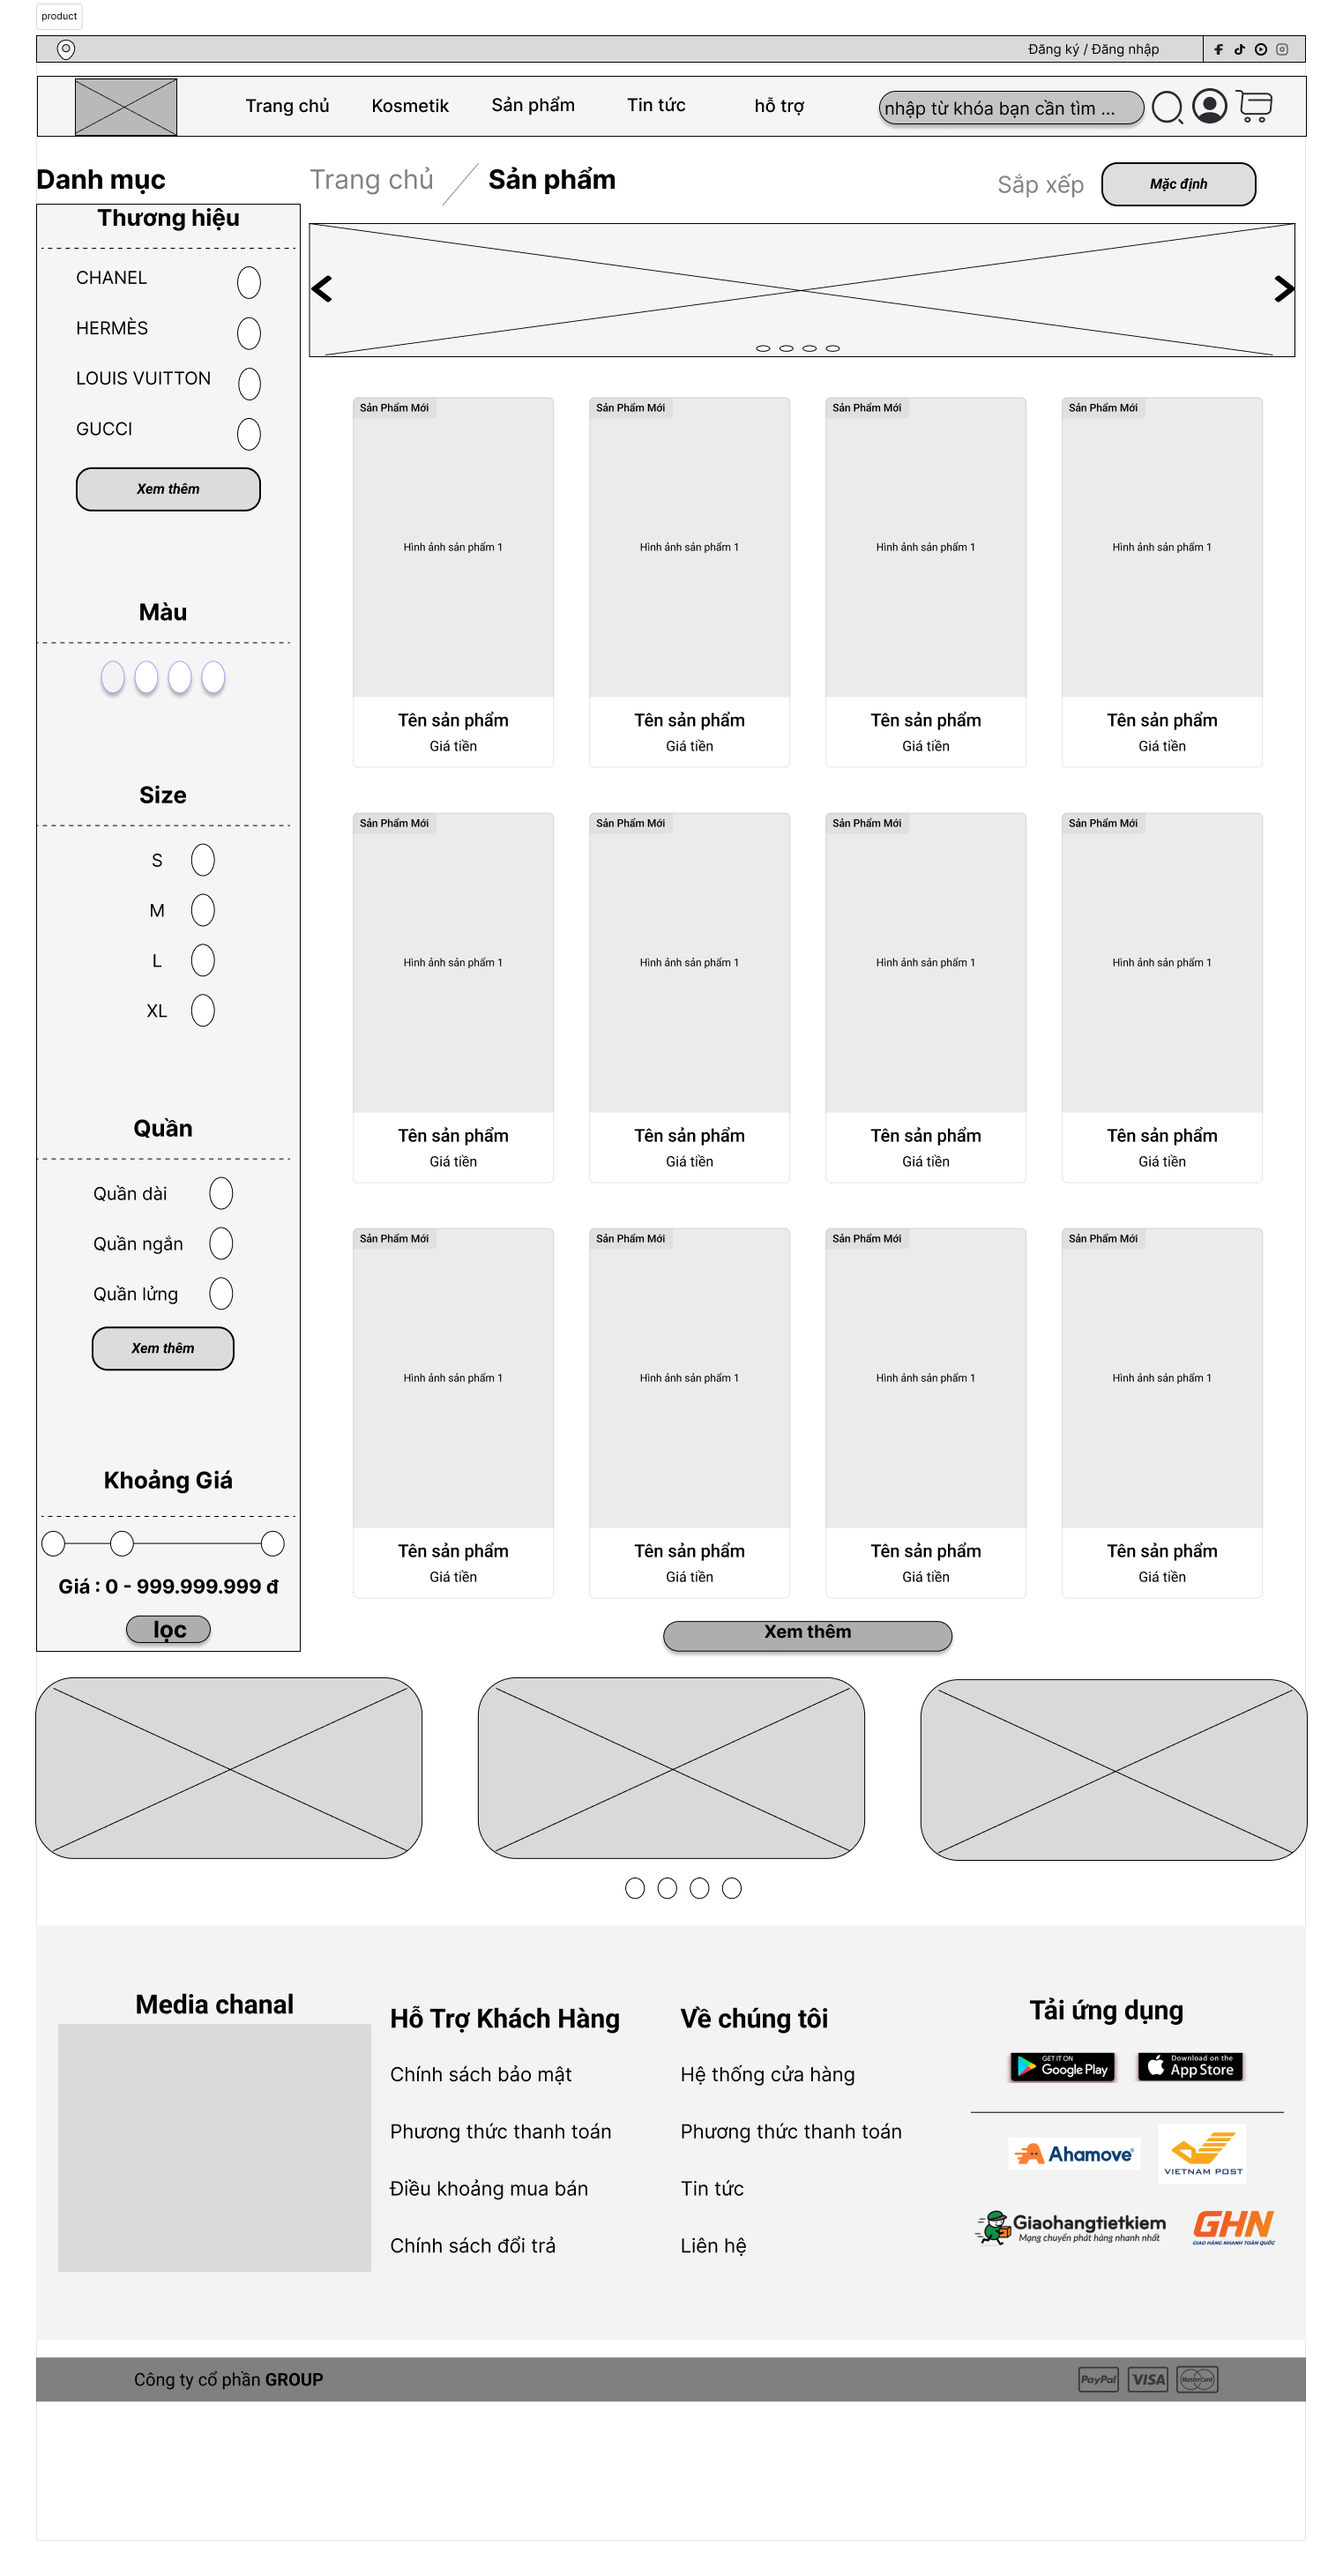 product
Đăng ký / Đăng nhập
Trang chủ Kosmetik Sản phẩm Tin tức hỗ trợ nhập từ khóa bạn cần tìm ...
Danh mục
Trang chủ / Sản phẩm
Sắp xếp Mặc định
Thương hiệu
CHANEL
HERMÈS
LOUIS VUITTON
GUCCI
Xem thêm
Màu
Size
S
M
L
XL
Quần
Quần dài
Quần ngắn
Quần lửng
Xem thêm
Khoảng Giá
Giá : 0 - 999.999.999 đ
lọc
Sản Phẩm Mới Sản Phẩm Mới Sản Phẩm Mới Sản Phẩm Mới
Hình ảnh sản phẩm 1 Hình ảnh sản phẩm 1 Hình ảnh sản phẩm 1 Hình ảnh sản phẩm 1
Tên sản phẩm Tên sản phẩm Tên sản phẩm Tên sản phẩm
Giá tiền Giá tiền Giá tiền Giá tiền
Sản Phẩm Mới Sản Phẩm Mới Sản Phẩm Mới Sản Phẩm Mới
Hình ảnh sản phẩm 1 Hình ảnh sản phẩm 1 Hình ảnh sản phẩm 1 Hình ảnh sản phẩm 1
Tên sản phẩm Tên sản phẩm Tên sản phẩm Tên sản phẩm
Giá tiền Giá tiền Giá tiền Giá tiền
Sản Phẩm Mới Sản Phẩm Mới Sản Phẩm Mới Sản Phẩm Mới
Hình ảnh sản phẩm 1 Hình ảnh sản phẩm 1 Hình ảnh sản phẩm 1 Hình ảnh sản phẩm 1
Tên sản phẩm Tên sản phẩm Tên sản phẩm Tên sản phẩm
Giá tiền Giá tiền Giá tiền Giá tiền
Xem thêm
Media chanal
Hỗ Trợ Khách Hàng
Chính sách bảo mật
Phương thức thanh toán
Điều khoảng mua bán
Chính sách đổi trả
Về chúng tôi
Hệ thống cửa hàng
Phương thức thanh toán
Tin tức
Liên hệ
Tải ứng dụng
GET IT ON
Google Play
Download on the
App Store
Ahamove
VIETNAM POST
Giaohangtietkiem
Mạng chuyển phát hàng nhanh nhất
GHN
GIAO HÀNG NHANH TOÀN QUỐC
Công ty cổ phần GROUP
PayPal VISA MasterCard